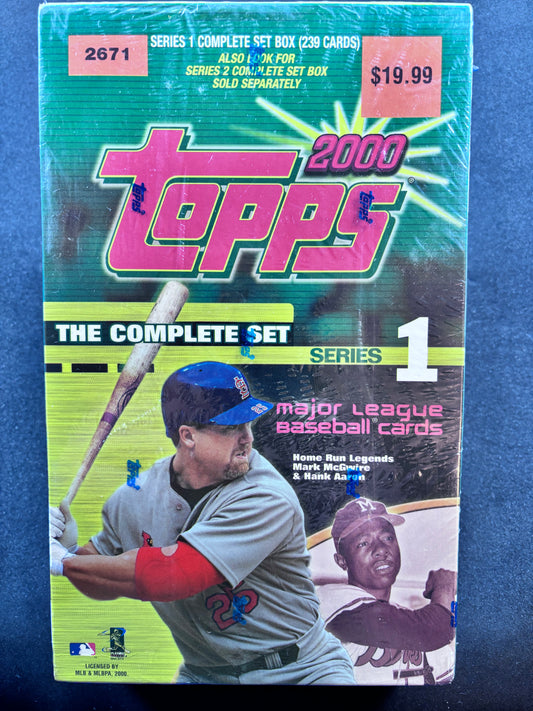 2671
SERIES 1 COMPLETE SET BOX (239 CARDS)
ALSO LOOK FOR
SERIES 2 COMPLETE SET BOX
SOLD SEPARATELY
$19.99
2000
topps
THE COMPLETE SET
SERIES 1
major league
Baseball cards
Home Run Legends
Mark McGwire
& Hank Aaron
M
25
LICENSED BY
MLB & MLBPA, 2000.